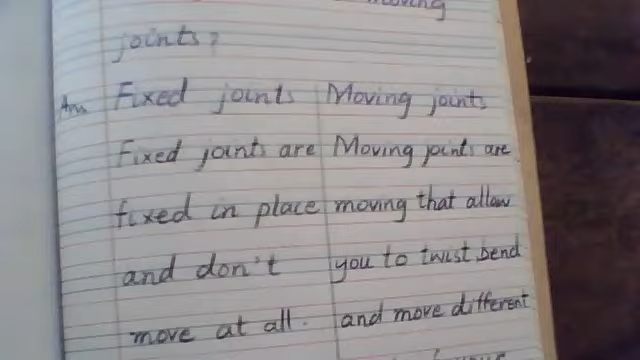 moving
joints?
Ans Fixed joints Moving joints
Fixed joints are Moving joints are
fixed in place moving that allow
and don't you to twist, bend
move at all. and move different